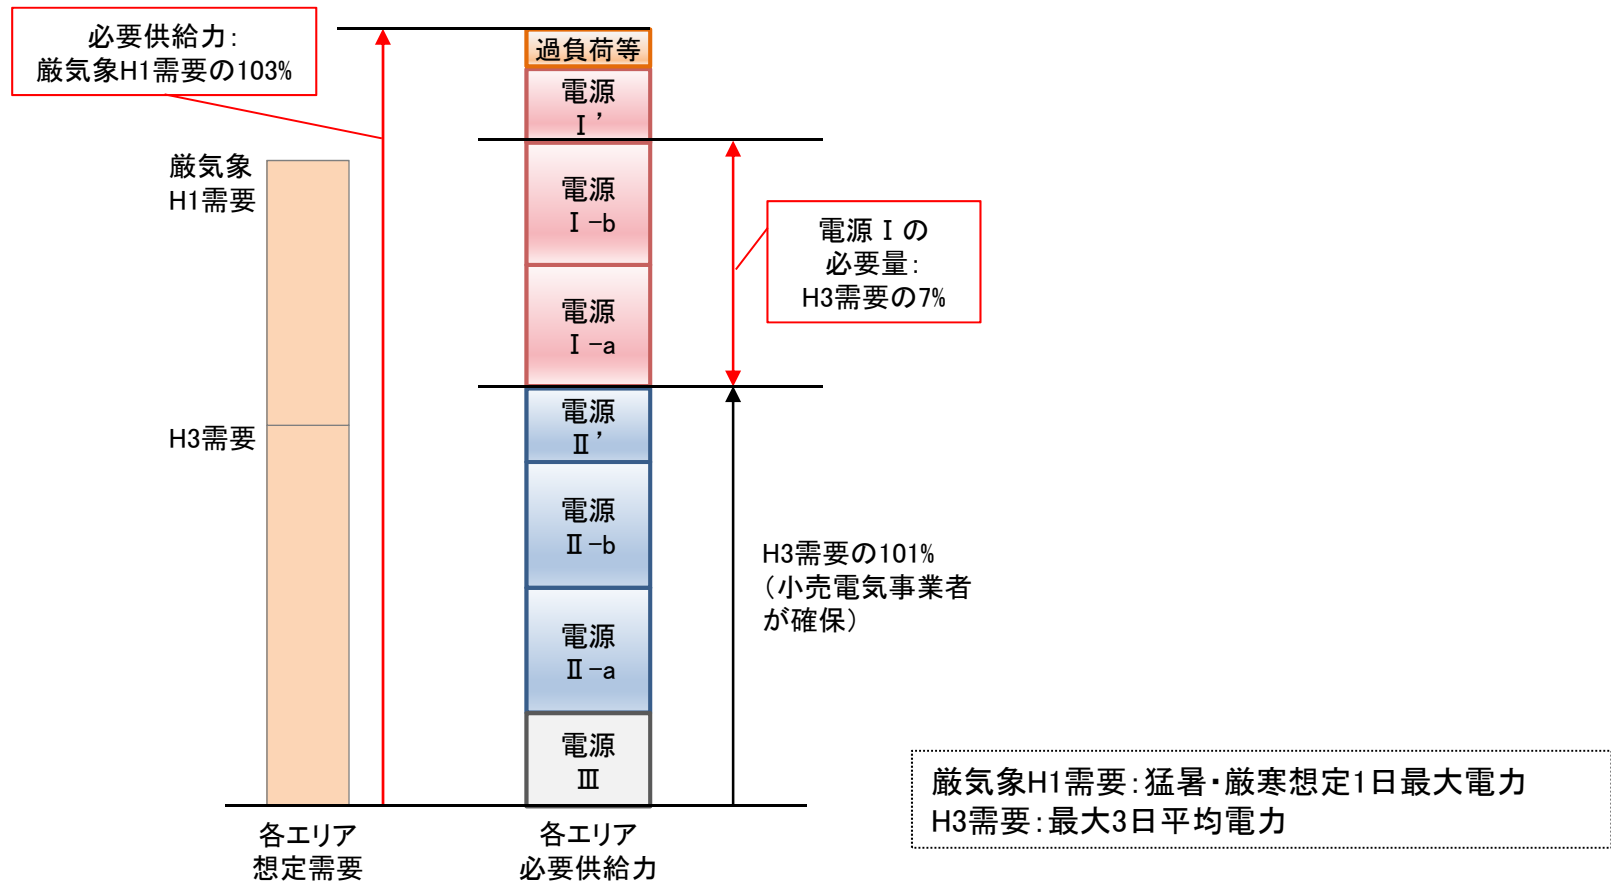 必要供給力：
厳気象H1需要の103%
過負荷等
電源
Ⅰ’
厳気象
H1需要
電源
Ⅰ-b
電源Ⅰの
必要量：
H3需要の7%
電源
Ⅰ-a
H3需要
電源
Ⅱ’
電源
Ⅱ-b
H3需要の101%
（小売電気事業者
が確保）
電源
Ⅱ-a
電源
Ⅲ
厳気象H1需要：猛暑・厳寒想定1日最大電力
H3需要：最大3日平均電力
各エリア
想定需要
各エリア
必要供給力